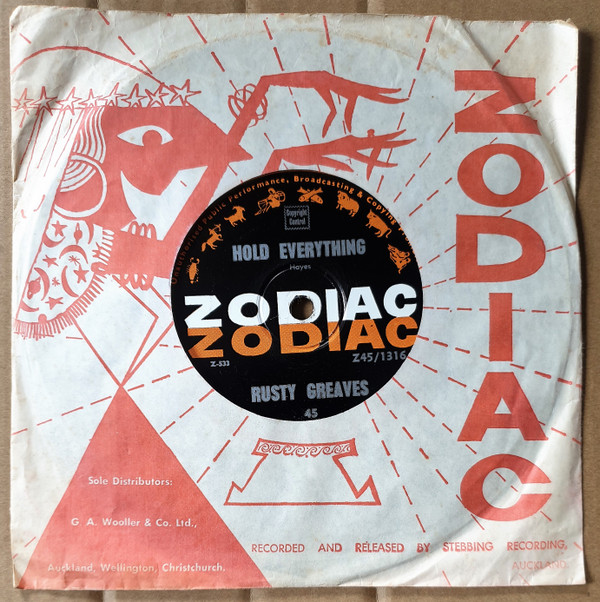 ZODIAC
Unauthorised Public Performance, Broadcasting & Copying
Copyright
Control
HOLD EVERYTHING
Hayes
ZODIAC
ZODIAC
Z-533
Z45/1316
RUSTY GREAVES
45
Sole Distributors:
G. A. Wooller & Co. Ltd.,
Auckland, Wellington, Christchurch.
RECORDED AND RELEASED BY STEBBING RECORDING,
AUCKLAND